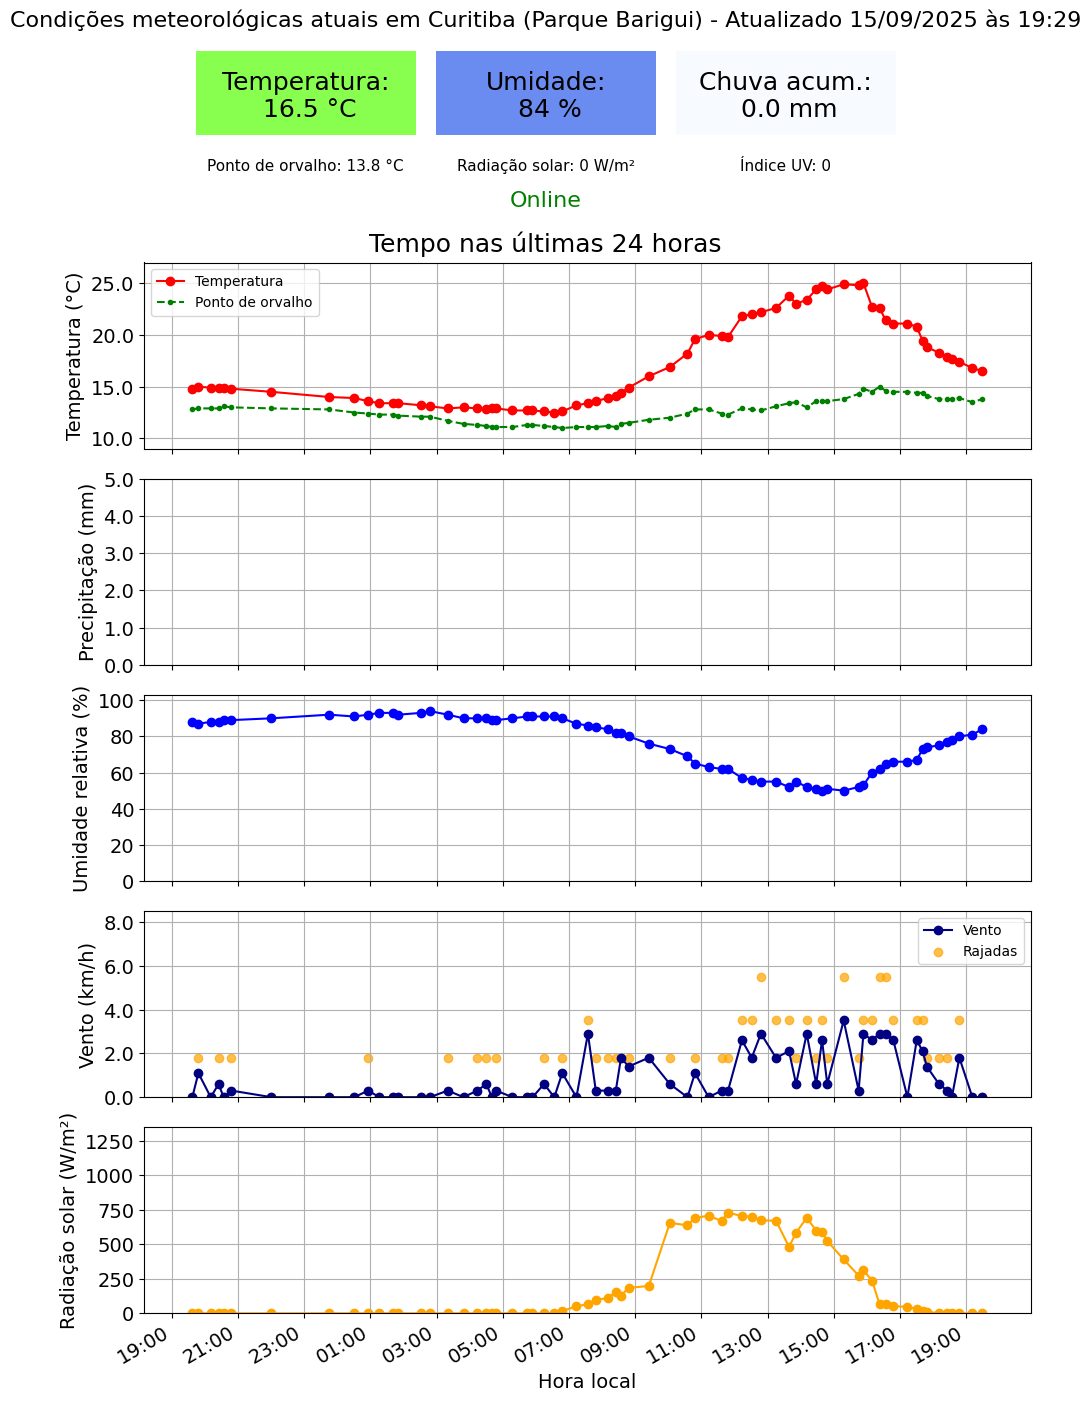 Condições meteorológicas atuais em Curitiba (Parque Barigui) - Atualizado 15/09/2025 às 19:29
Temperatura:
16.5 °C
Umidade:
84 %
Chuva acum.:
0.0 mm
Ponto de orvalho: 13.8 °C
Radiação solar: 0 W/m²
Índice UV: 0
Online
Tempo nas últimas 24 horas
Temperatura (°C)
25.0
20.0
15.0
10.0
Temperatura
Ponto de orvalho
Precipitação (mm)
5.0
4.0
3.0
2.0
1.0
0.0
Umidade relativa (%)
100
80
60
40
20
0
Vento (km/h)
8.0
6.0
4.0
2.0
0.0
Vento
Rajadas
Radiação solar (W/m²)
1250
1000
750
500
250
0
19:00
21:00
23:00
01:00
03:00
05:00
07:00
09:00
11:00
13:00
15:00
17:00
19:00
Hora local